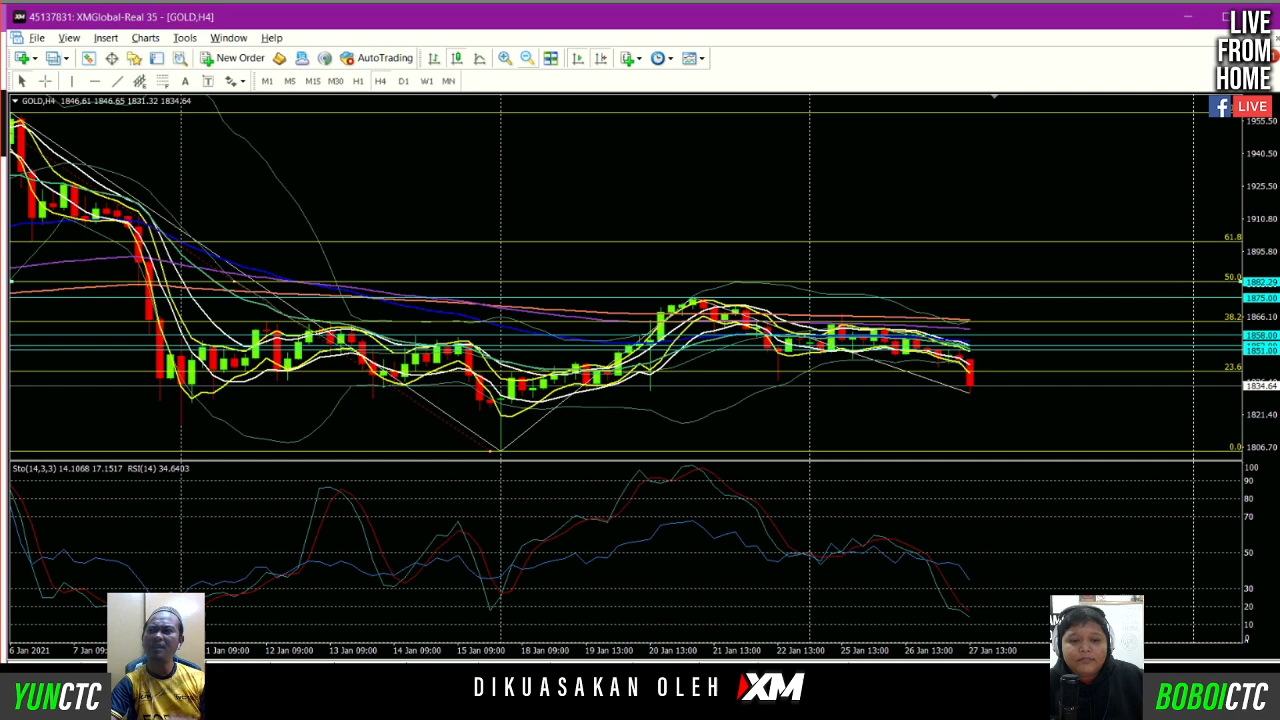 45137831: XMGlobal-Real 35 - [GOLD,H4]
LIVE
FROM
HOME
f LIVE
File View Insert Charts Tools Window Help
New Order AutoTrading
A T M1 M5 M15 M30 H1 H4 D1 W1 MN
GOLD,H4 1846.61 1846.65 1831.32 1834.64
1955.50
1940.50
1925.50
1910.80
61.8
1895.80
50.0
1882.29
1875.00
38.2
1866.10
1858.00
1851.00
23.6
1834.64
1821.40
0.0
1806.70
Sto(14,3,3) 14.1068 17.1517 RSI(14) 34.6403
100
90
80
70
50
30
20
10
0
6 Jan 2021 7 Jan 09: 1 Jan 09:00 12 Jan 09:00 13 Jan 09:00 14 Jan 09:00 15 Jan 09:00 18 Jan 09:00 19 Jan 13:00 20 Jan 13:00 21 Jan 13:00 22 Jan 13:00 25 Jan 13:00 26 Jan 13:00 27 Jan 13:00
YUNCTC
DIKUASAKAN OLEH XM
BOBOICTC